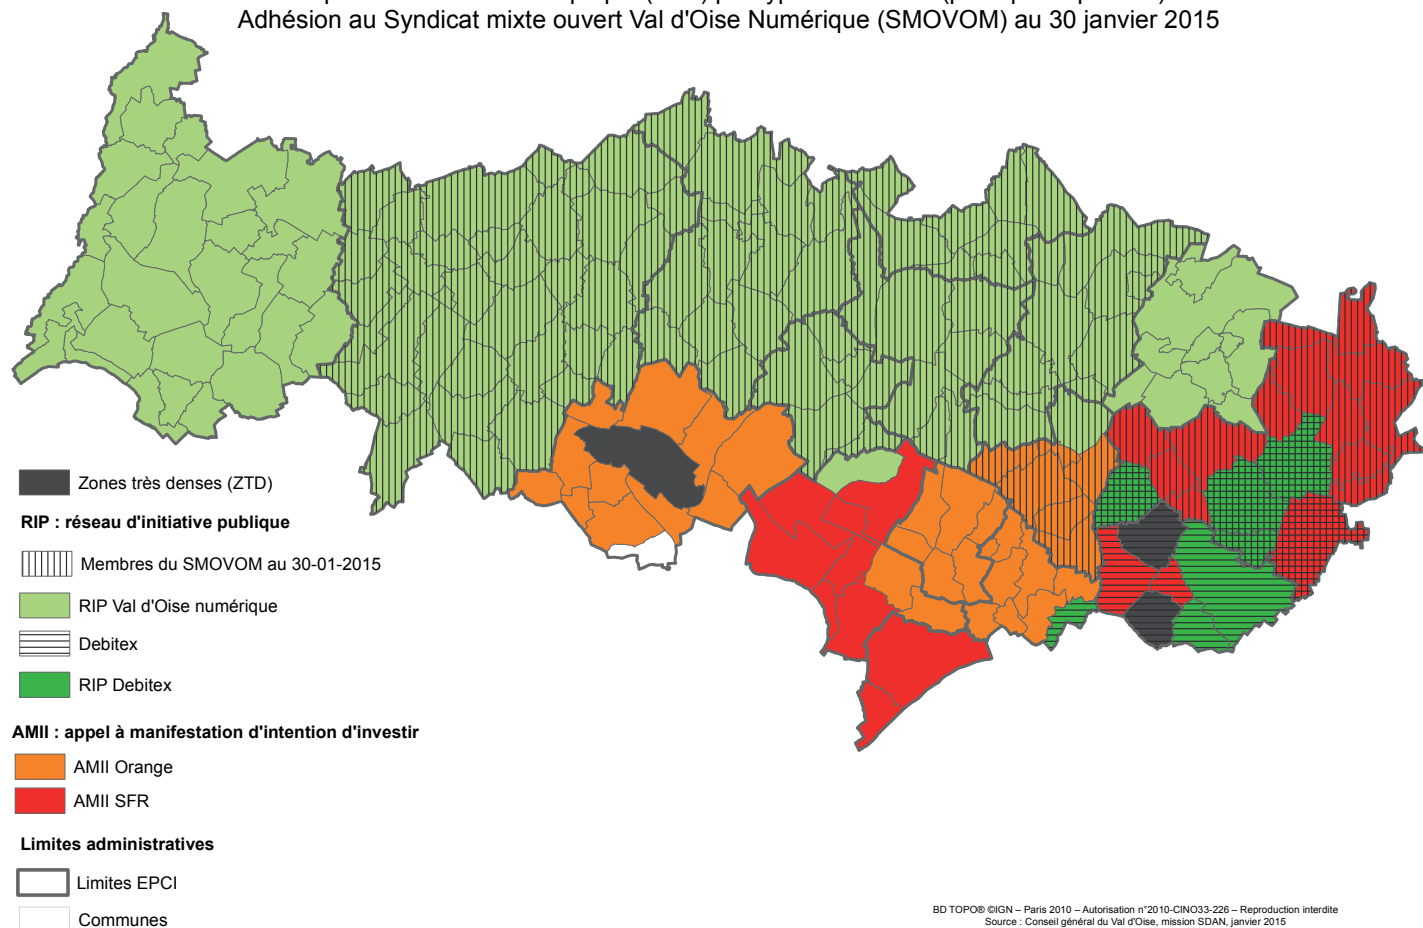 Adhésion au Syndicat mixte ouvert Val d'Oise Numérique (SMOVOM) au 30 janvier 2015
Zones très denses (ZTD)
RIP : réseau d'initiative publique
Membres du SMOVOM au 30-01-2015
RIP Val d'Oise numérique
Debitex
RIP Debitex
AMII : appel à manifestation d'intention d'investir
AMII Orange
AMII SFR
Limites administratives
Limites EPCI
Communes
BD TOPO® ©IGN – Paris 2010 – Autorisation n°2010-CINO33-226 – Reproduction interdite
Source : Conseil général du Val d'Oise, mission SDAN, janvier 2015